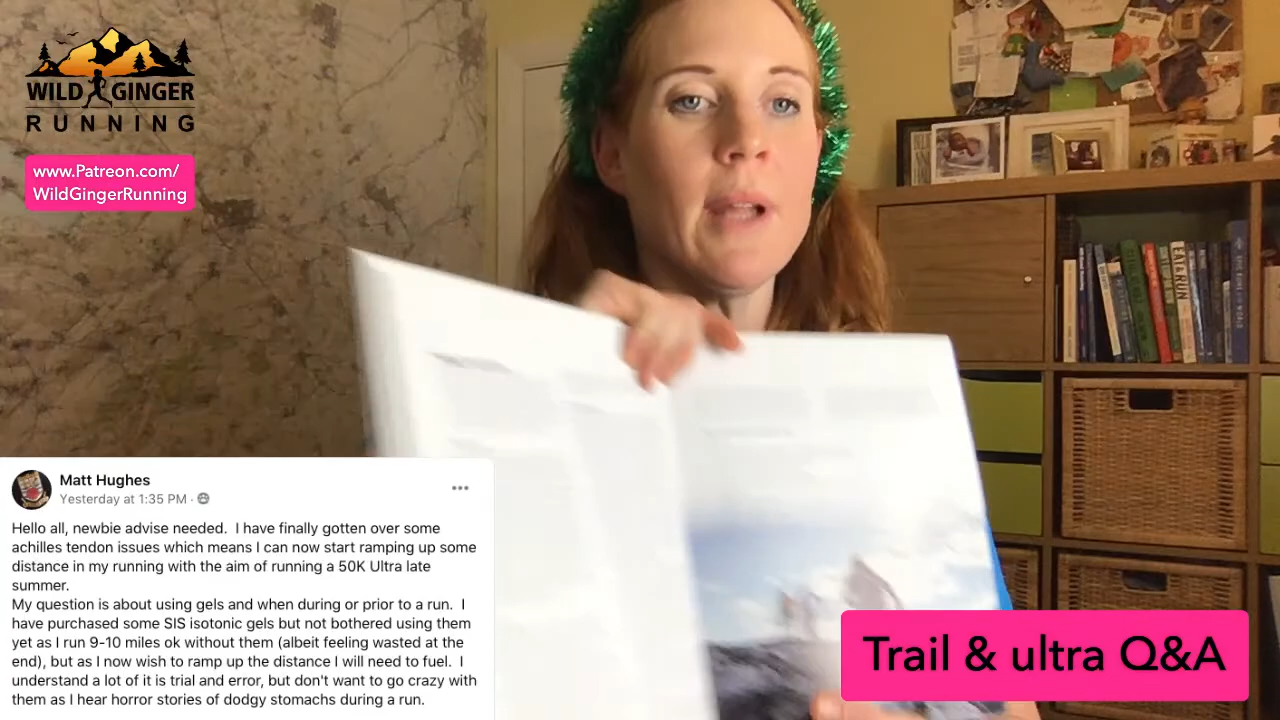 WILD GINGER
RUNNING
www.Patreon.com/
WildGingerRunning
EAT & RUN
Matt Hughes
Yesterday at 1:35 PM ·
Hello all, newbie advise needed.  I have finally gotten over some
achilles tendon issues which means I can now start ramping up some
distance in my running with the aim of running a 50K Ultra late
summer.
My question is about using gels and when during or prior to a run.  I
have purchased some SIS isotonic gels but not bothered using them
yet as I run 9-10 miles ok without them (albeit feeling wasted at the
end), but as I now wish to ramp up the distance I will need to fuel.  I
understand a lot of it is trial and error, but don't want to go crazy with
them as I hear horror stories of dodgy stomachs during a run.
Trail & ultra Q&A